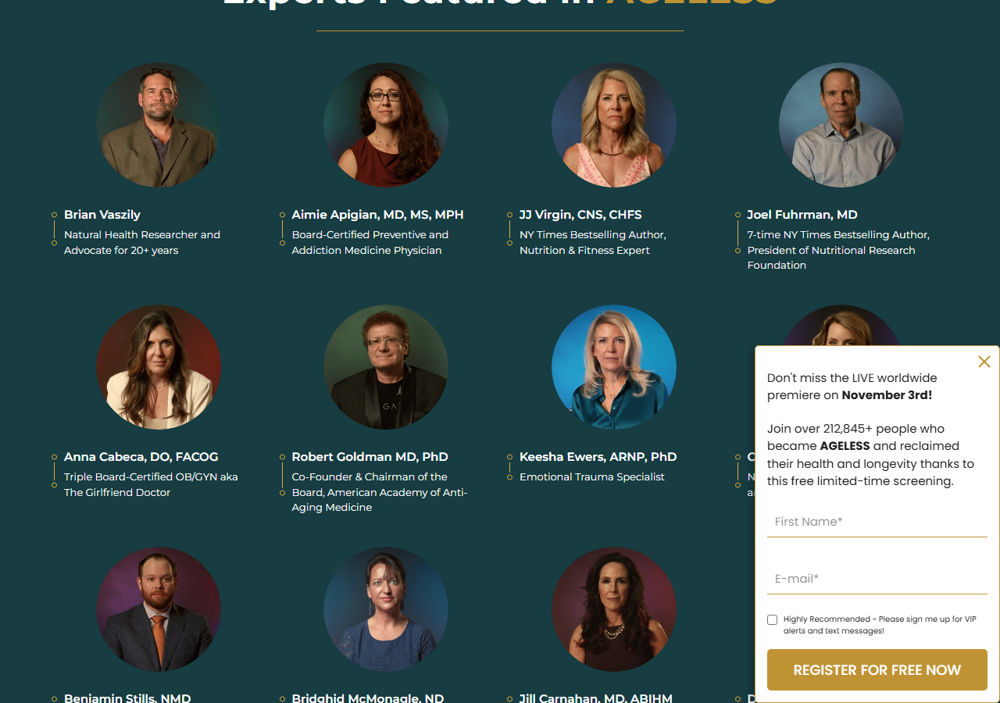 Experts Featured in AGELESS
Brian Vaszily
Natural Health Researcher and
Advocate for 20+ years
Aimie Apigian, MD, MS, MPH
Board-Certified Preventive and
Addiction Medicine Physician
JJ Virgin, CNS, CHFS
NY Times Bestselling Author,
Nutrition & Fitness Expert
Joel Fuhrman, MD
7-time NY Times Bestselling Author,
President of Nutritional Research
Foundation
Anna Cabeca, DO, FACOG
Triple Board-Certified OB/GYN aka
The Girlfriend Doctor
Robert Goldman MD, PhD
Co-Founder & Chairman of the
Board, American Academy of Anti-
Aging Medicine
Keesha Ewers, ARNP, PhD
Emotional Trauma Specialist
Benjamin Stills, NMD
Bridghid McMonagle, ND
Jill Carnahan, MD, ABIHM
Don't miss the LIVE worldwide
premiere on November 3rd!
Join over 212,845+ people who
became AGELESS and reclaimed
their health and longevity thanks to
this free limited-time screening.
First Name*
E-mail*
Highly Recommended - Please sign me up for VIP
alerts and text messages!
REGISTER FOR FREE NOW